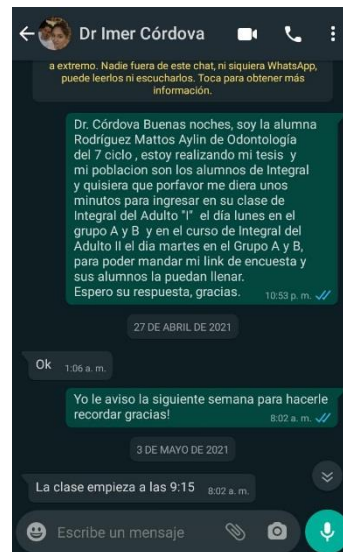 Dr Imer Córdova
a extremo. Nadie fuera de este chat, ni siquiera WhatsApp,
puede leerlos ni escucharlos. Toca para obtener más
información.
Dr. Córdova Buenas noches, soy la alumna
Rodríguez Mattos Aylin de Odontología
del 7 ciclo , estoy realizando mi tesis y
mi poblacion son los alumnos de Integral
y quisiera que porfavor me diera unos
minutos para ingresar en su clase de
Integral del Adulto "I" el día lunes en el
grupo A y B y en el curso de Integral del
Adulto II el dia martes en el Grupo A y B,
para poder mandar mi link de encuesta y
sus alumnos la puedan llenar.
Espero su respuesta, gracias. 10:53 p. m.
27 DE ABRIL DE 2021
Ok 1:06 a. m.
Yo le aviso la siguiente semana para hacerle
recordar gracias! 8:02 a. m.
3 DE MAYO DE 2021
La clase empieza a las 9:15 8:02 a. m.
Escribe un mensaje